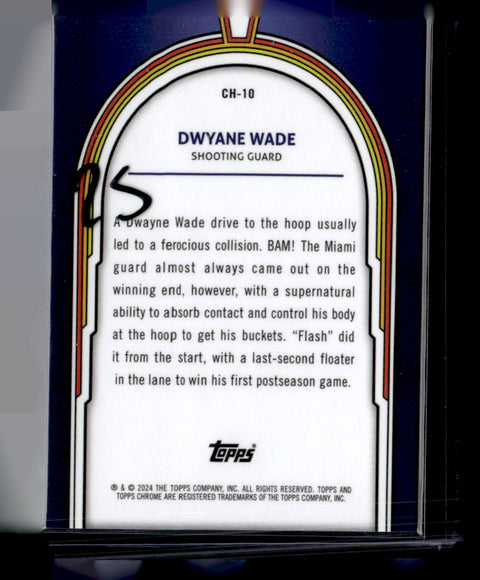 CH-10
DWYANE WADE
SHOOTING GUARD
25
A Dwayne Wade drive to the hoop usually
led to a ferocious collision. BAM! The Miami
guard almost always came out on the
winning end, however, with a supernatural
ability to absorb contact and control his body
at the hoop to get his buckets. “Flash” did
it from the start, with a last-second floater
in the lane to win his first postseason game.
Topps®
® & © 2024 THE TOPPS COMPANY, INC. ALL RIGHTS RESERVED. TOPPS AND
TOPPS CHROME ARE REGISTERED TRADEMARKS OF THE TOPPS COMPANY, INC.